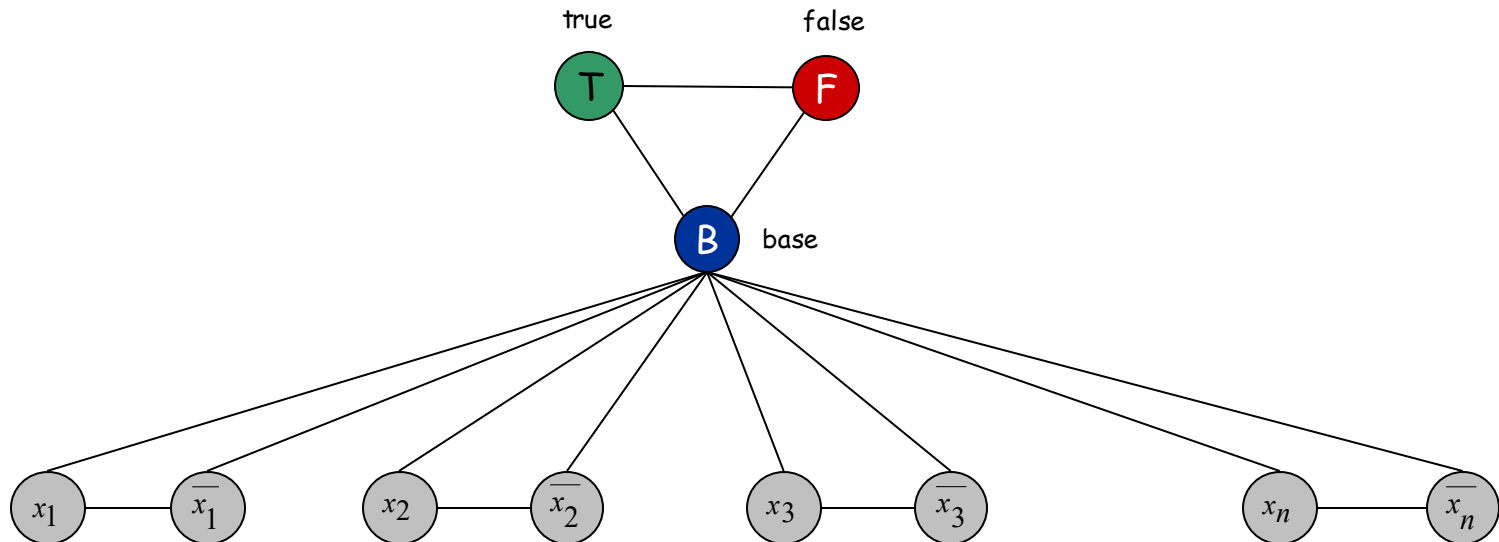 true false
T F
B base
x₁ x̅₁ x₂ x̅₂ x₃ x̅₃ xₙ x̅ₙ